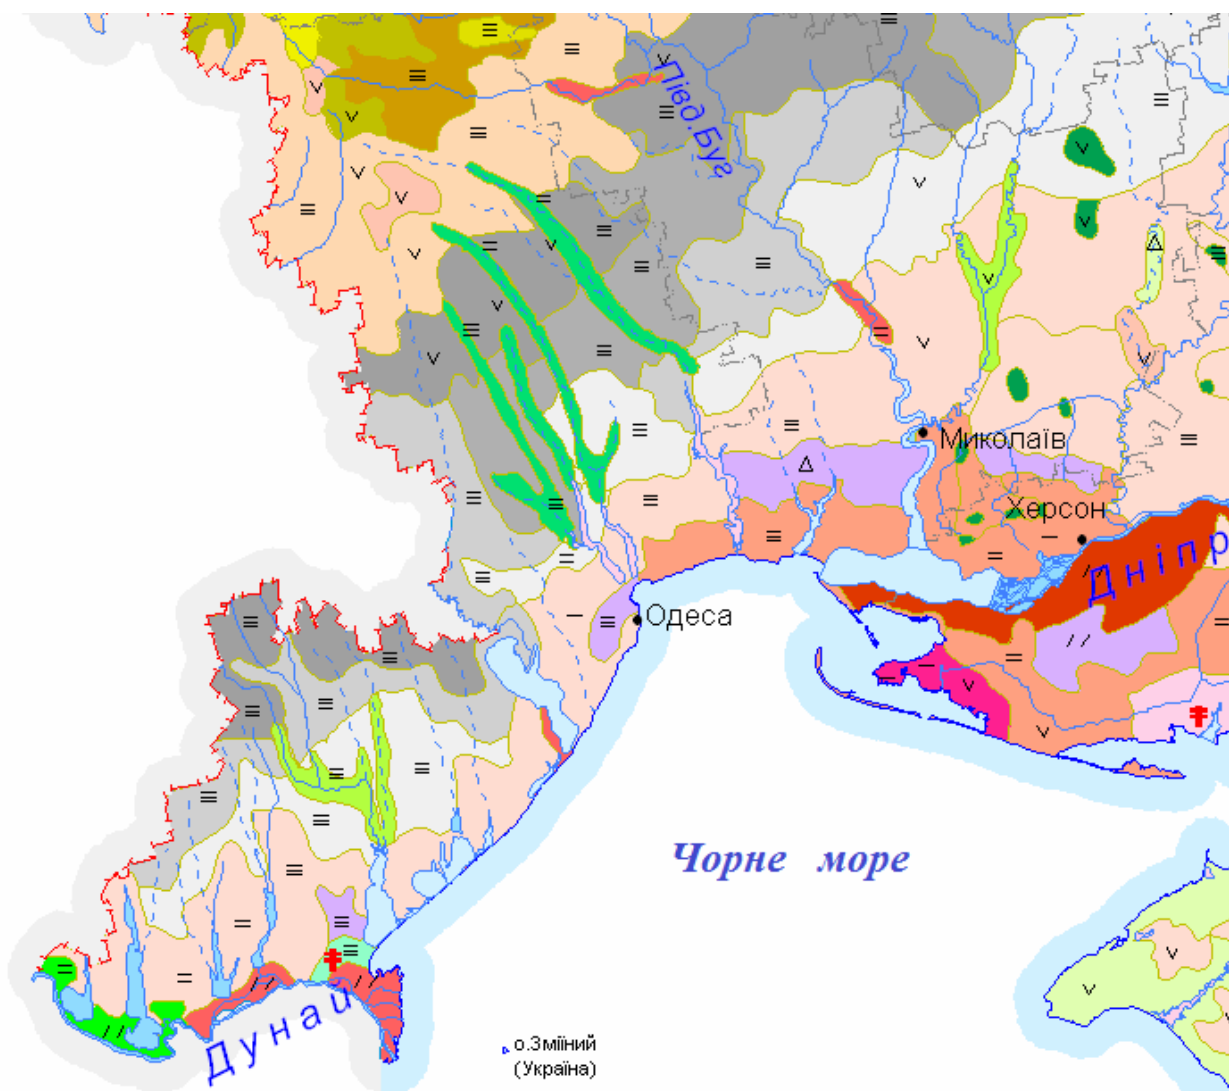 Півд.Буг
Миколаїв
Херсон
Дніпр
Одеса
Чорне море
Дунай
о.Зміїний
(Україна)